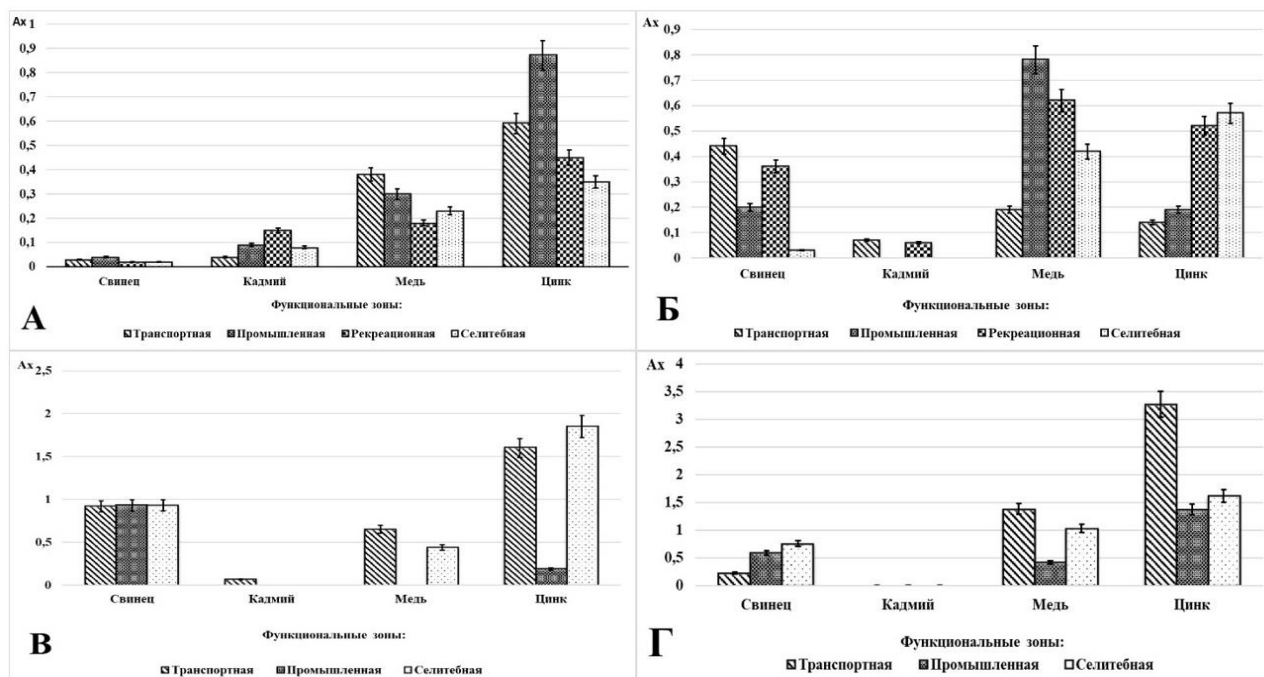 Ax 1
0,9
0,8
0,7
0,6
0,5
0,4
0,3
0,2
0,1
0
Свинец Кадмий Медь Цинк
Функциональные зоны:
А
Транспортная Промышленная Рекреационная Селитебная
Ax
0,9
0,8
0,7
0,6
0,5
0,4
0,3
0,2
0,1
0
Свинец Кадмий Медь Цинк
Функциональные зоны:
Б
Транспортная Промышленная Рекреационная Селитебная
Ax 2,5
2
1,5
1
0,5
0
Свинец Кадмий Медь Цинк
Функциональные зоны:
В
Транспортная Промышленная Селитебная
Ax 4
3,5
3
2,5
2
1,5
1
0,5
0
Свинец Кадмий Медь Цинк
Функциональные зоны:
Г
Транспортная Промышленная Селитебная